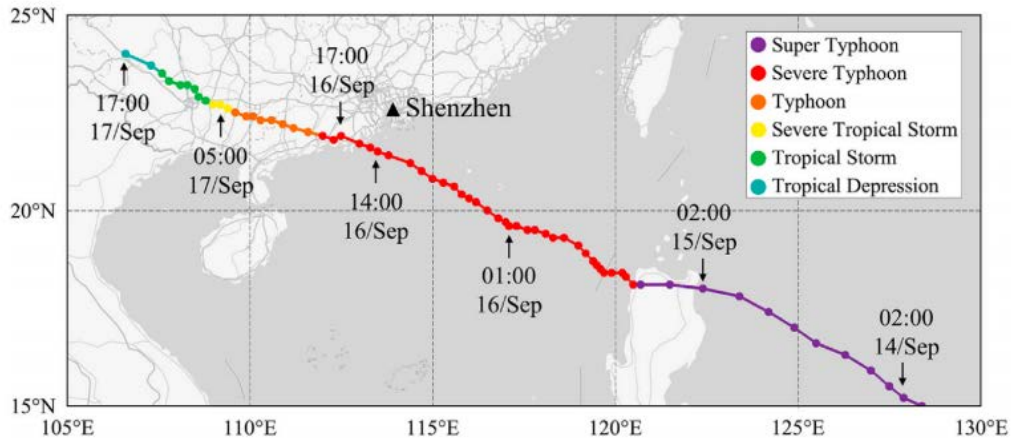 25°N
20°N
15°N
105°E
110°E
115°E
120°E
125°E
130°E
17:00
17/Sep
05:00
17/Sep
17:00
16/Sep
Shenzhen
14:00
16/Sep
01:00
16/Sep
02:00
15/Sep
02:00
14/Sep
Super Typhoon
Severe Typhoon
Typhoon
Severe Tropical Storm
Tropical Storm
Tropical Depression